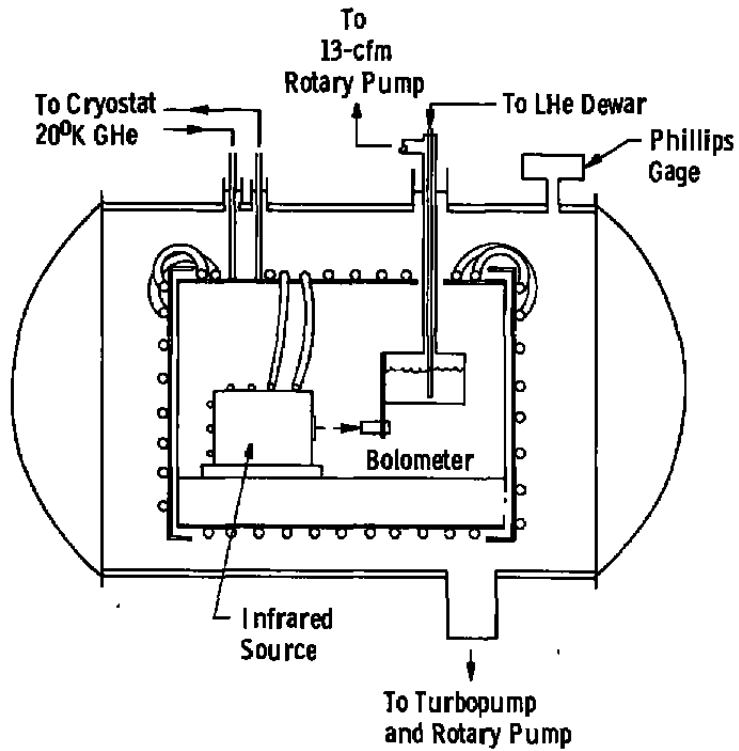 To
13-cfm
Rotary Pump
To Cryostat
20⁰K GHe
To LHe Dewar
Phillips
Gage
Bolometer
Infrared
Source
To Turbopump
and Rotary Pump